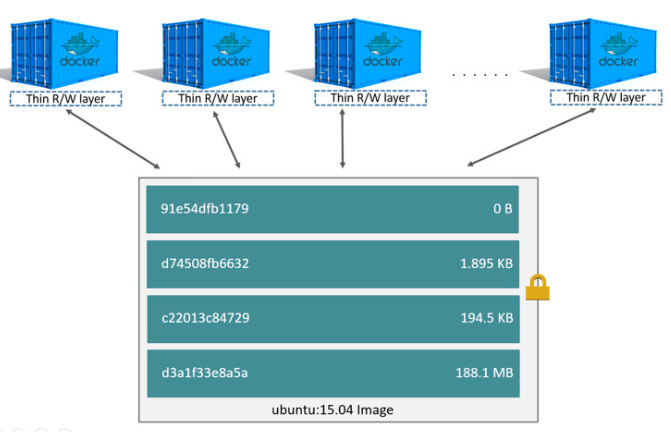 docker docker docker docker
Thin R/W layer Thin R/W layer Thin R/W layer Thin R/W layer
......
91e54dfb1179 0 B
d74508fb6632 1.895 KB
c22013c84729 194.5 KB
d3a1f33e8a5a 188.1 MB
ubuntu:15.04 Image